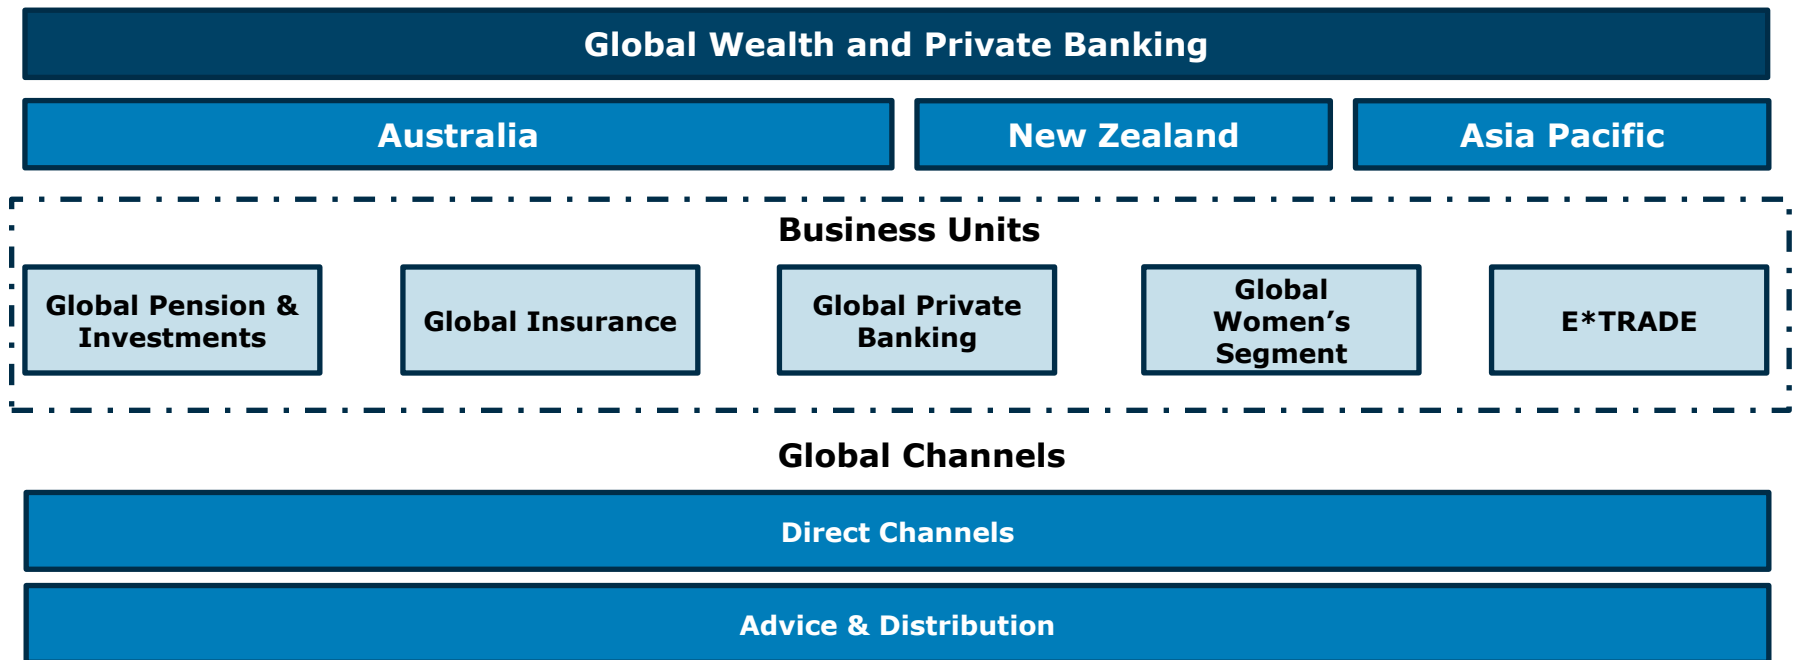 Global Wealth and Private Banking
Australia
New Zealand
Asia Pacific
Business Units
Global Pension &
Investments
Global Insurance
Global Private
Banking
Global
Women’s
Segment
E*TRADE
Global Channels
Direct Channels
Advice & Distribution